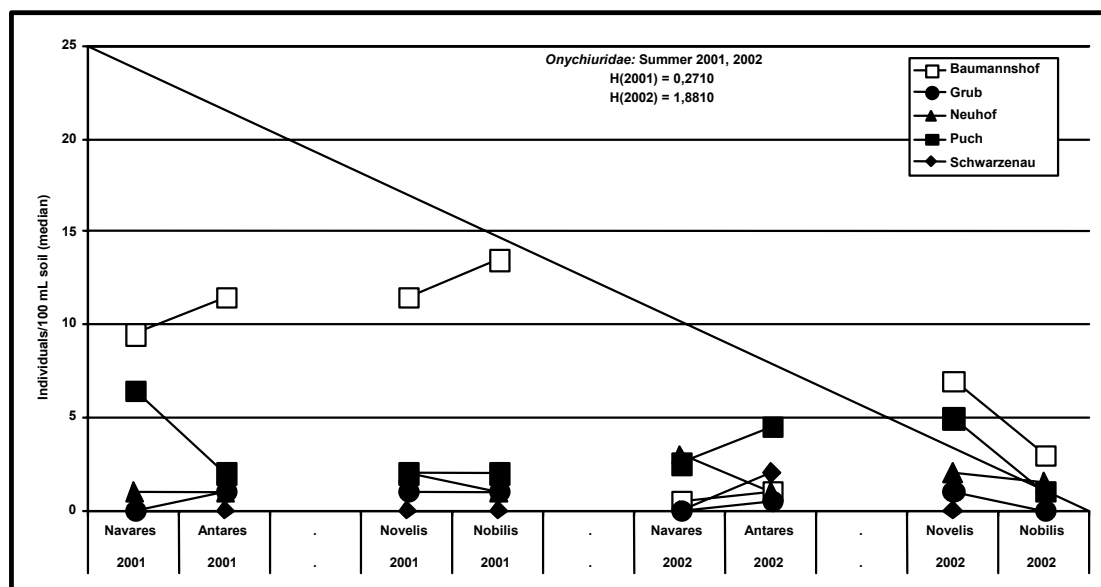 Onychiuridae: Summer 2001, 2002
H(2001) = 0,2710
H(2002) = 1,8810
Baumannshof
Grub
Neuhof
Puch
Schwarzenau
Individuals/100 mL soil (median)
25
20
15
10
5
0
Navares Antares . Novelis Nobilis . Navares Antares . Novelis Nobilis
2001 2001 . 2001 2001 . 2002 2002 . 2002 2002